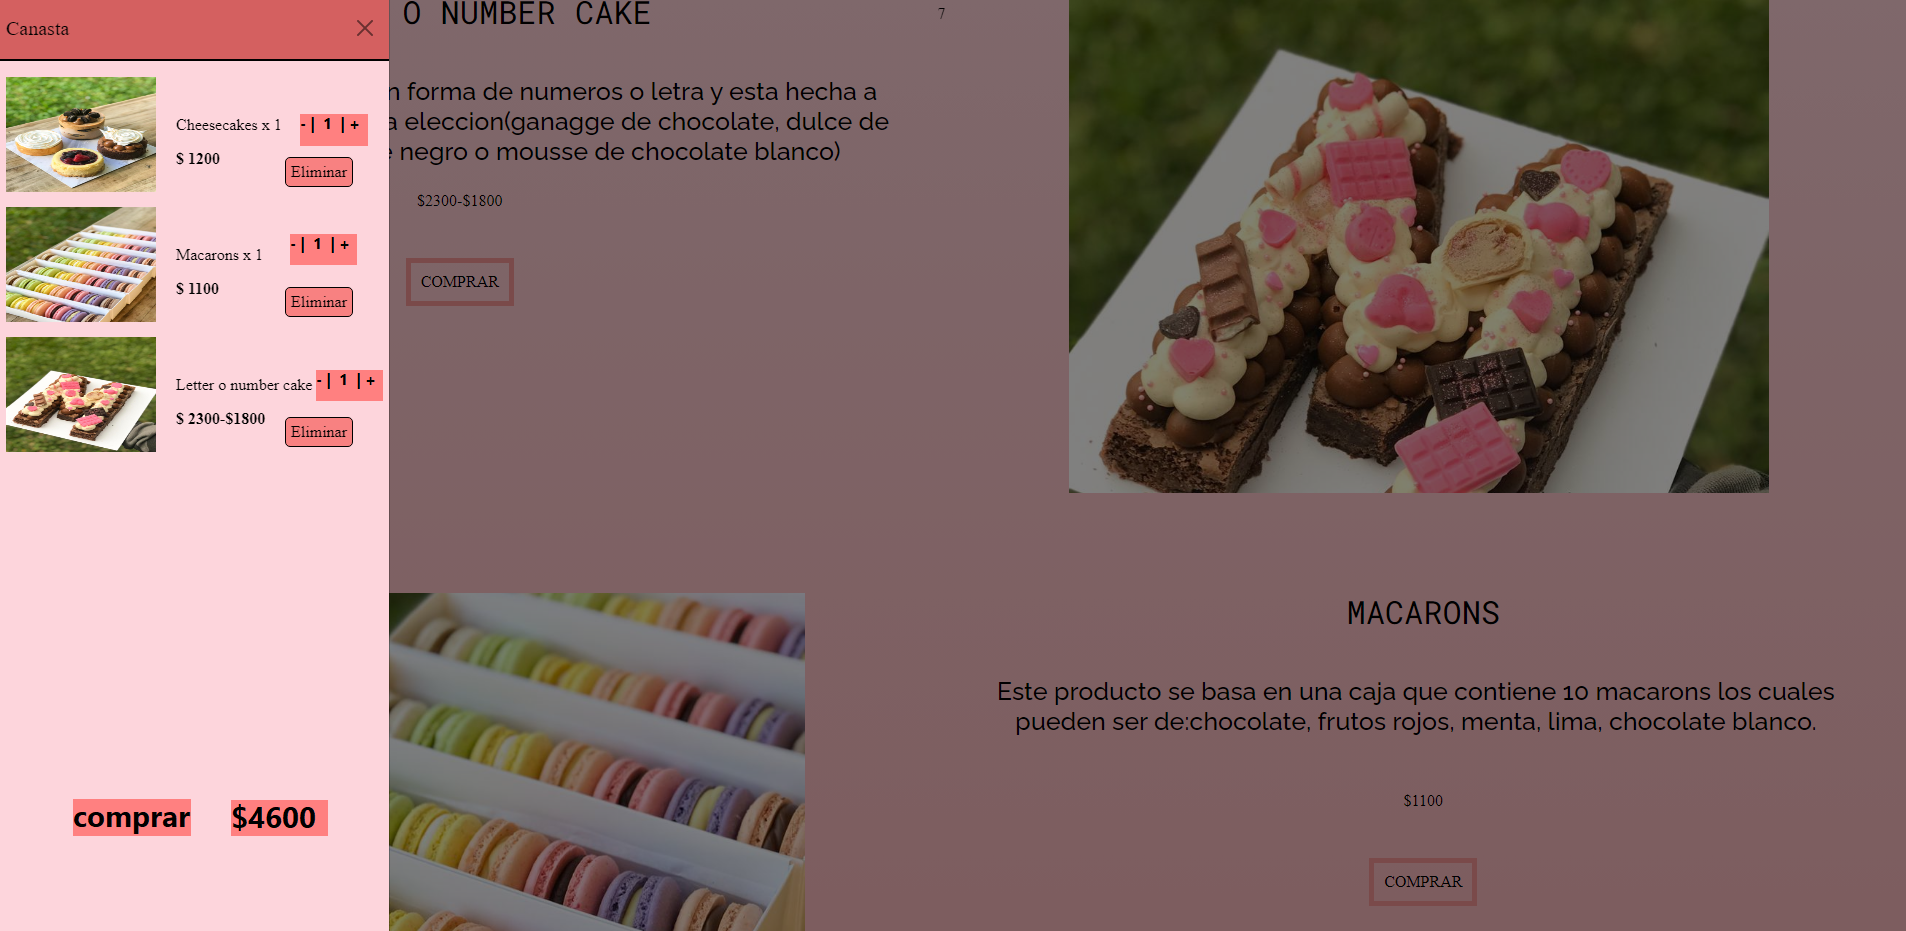 Canasta
Cheesecakes x 1
- | 1 | +
$ 1200
Eliminar
Macarons x 1
- | 1 | +
$ 1100
Eliminar
Letter o number cake
- | 1 | +
$ 2300-$1800
Eliminar
comprar
$4600
O NUMBER CAKE
7
forma de numeros o letra y esta hecha a
eleccion(ganagge de chocolate, dulce de
negro o mousse de chocolate blanco)
$2300-$1800
COMPRAR
MACARONS
Este producto se basa en una caja que contiene 10 macarons los cuales
pueden ser de:chocolate, frutos rojos, menta, lima, chocolate blanco.
$1100
COMPRAR